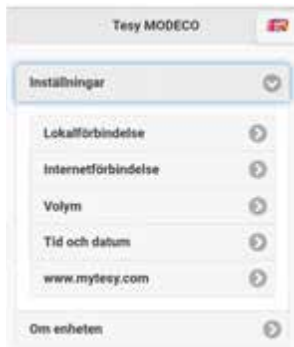 Tesy MODECO
Inställningar
Lokalförbindelse
Internetförbindelse
Volym
Tid och datum
www.mytesy.com
Om enheten